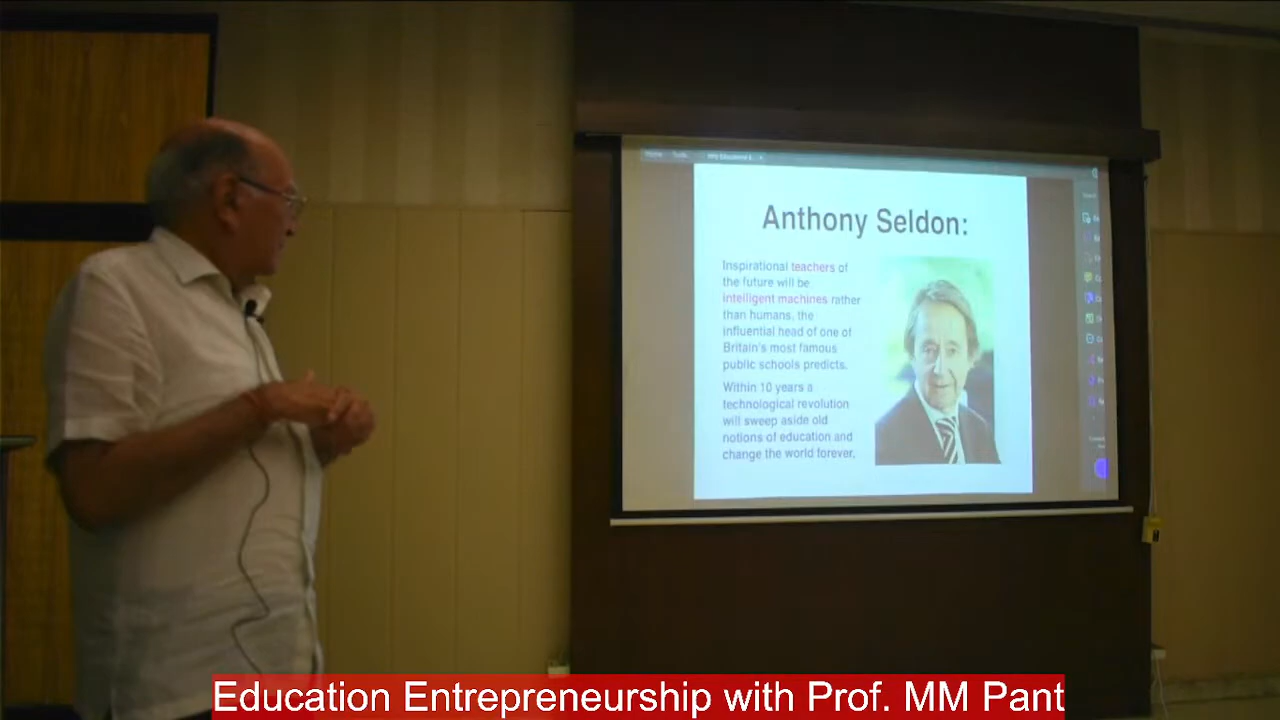 Home Tools
Anthony Seldon:
Inspirational teachers of
the future will be
intelligent machines rather
than humans, the
influential head of one of
Britain's most famous
public schools predicts.
Within 10 years a
technological revolution
will sweep aside old
notions of education and
change the world forever.
Education Entrepreneurship with Prof. MM Pant